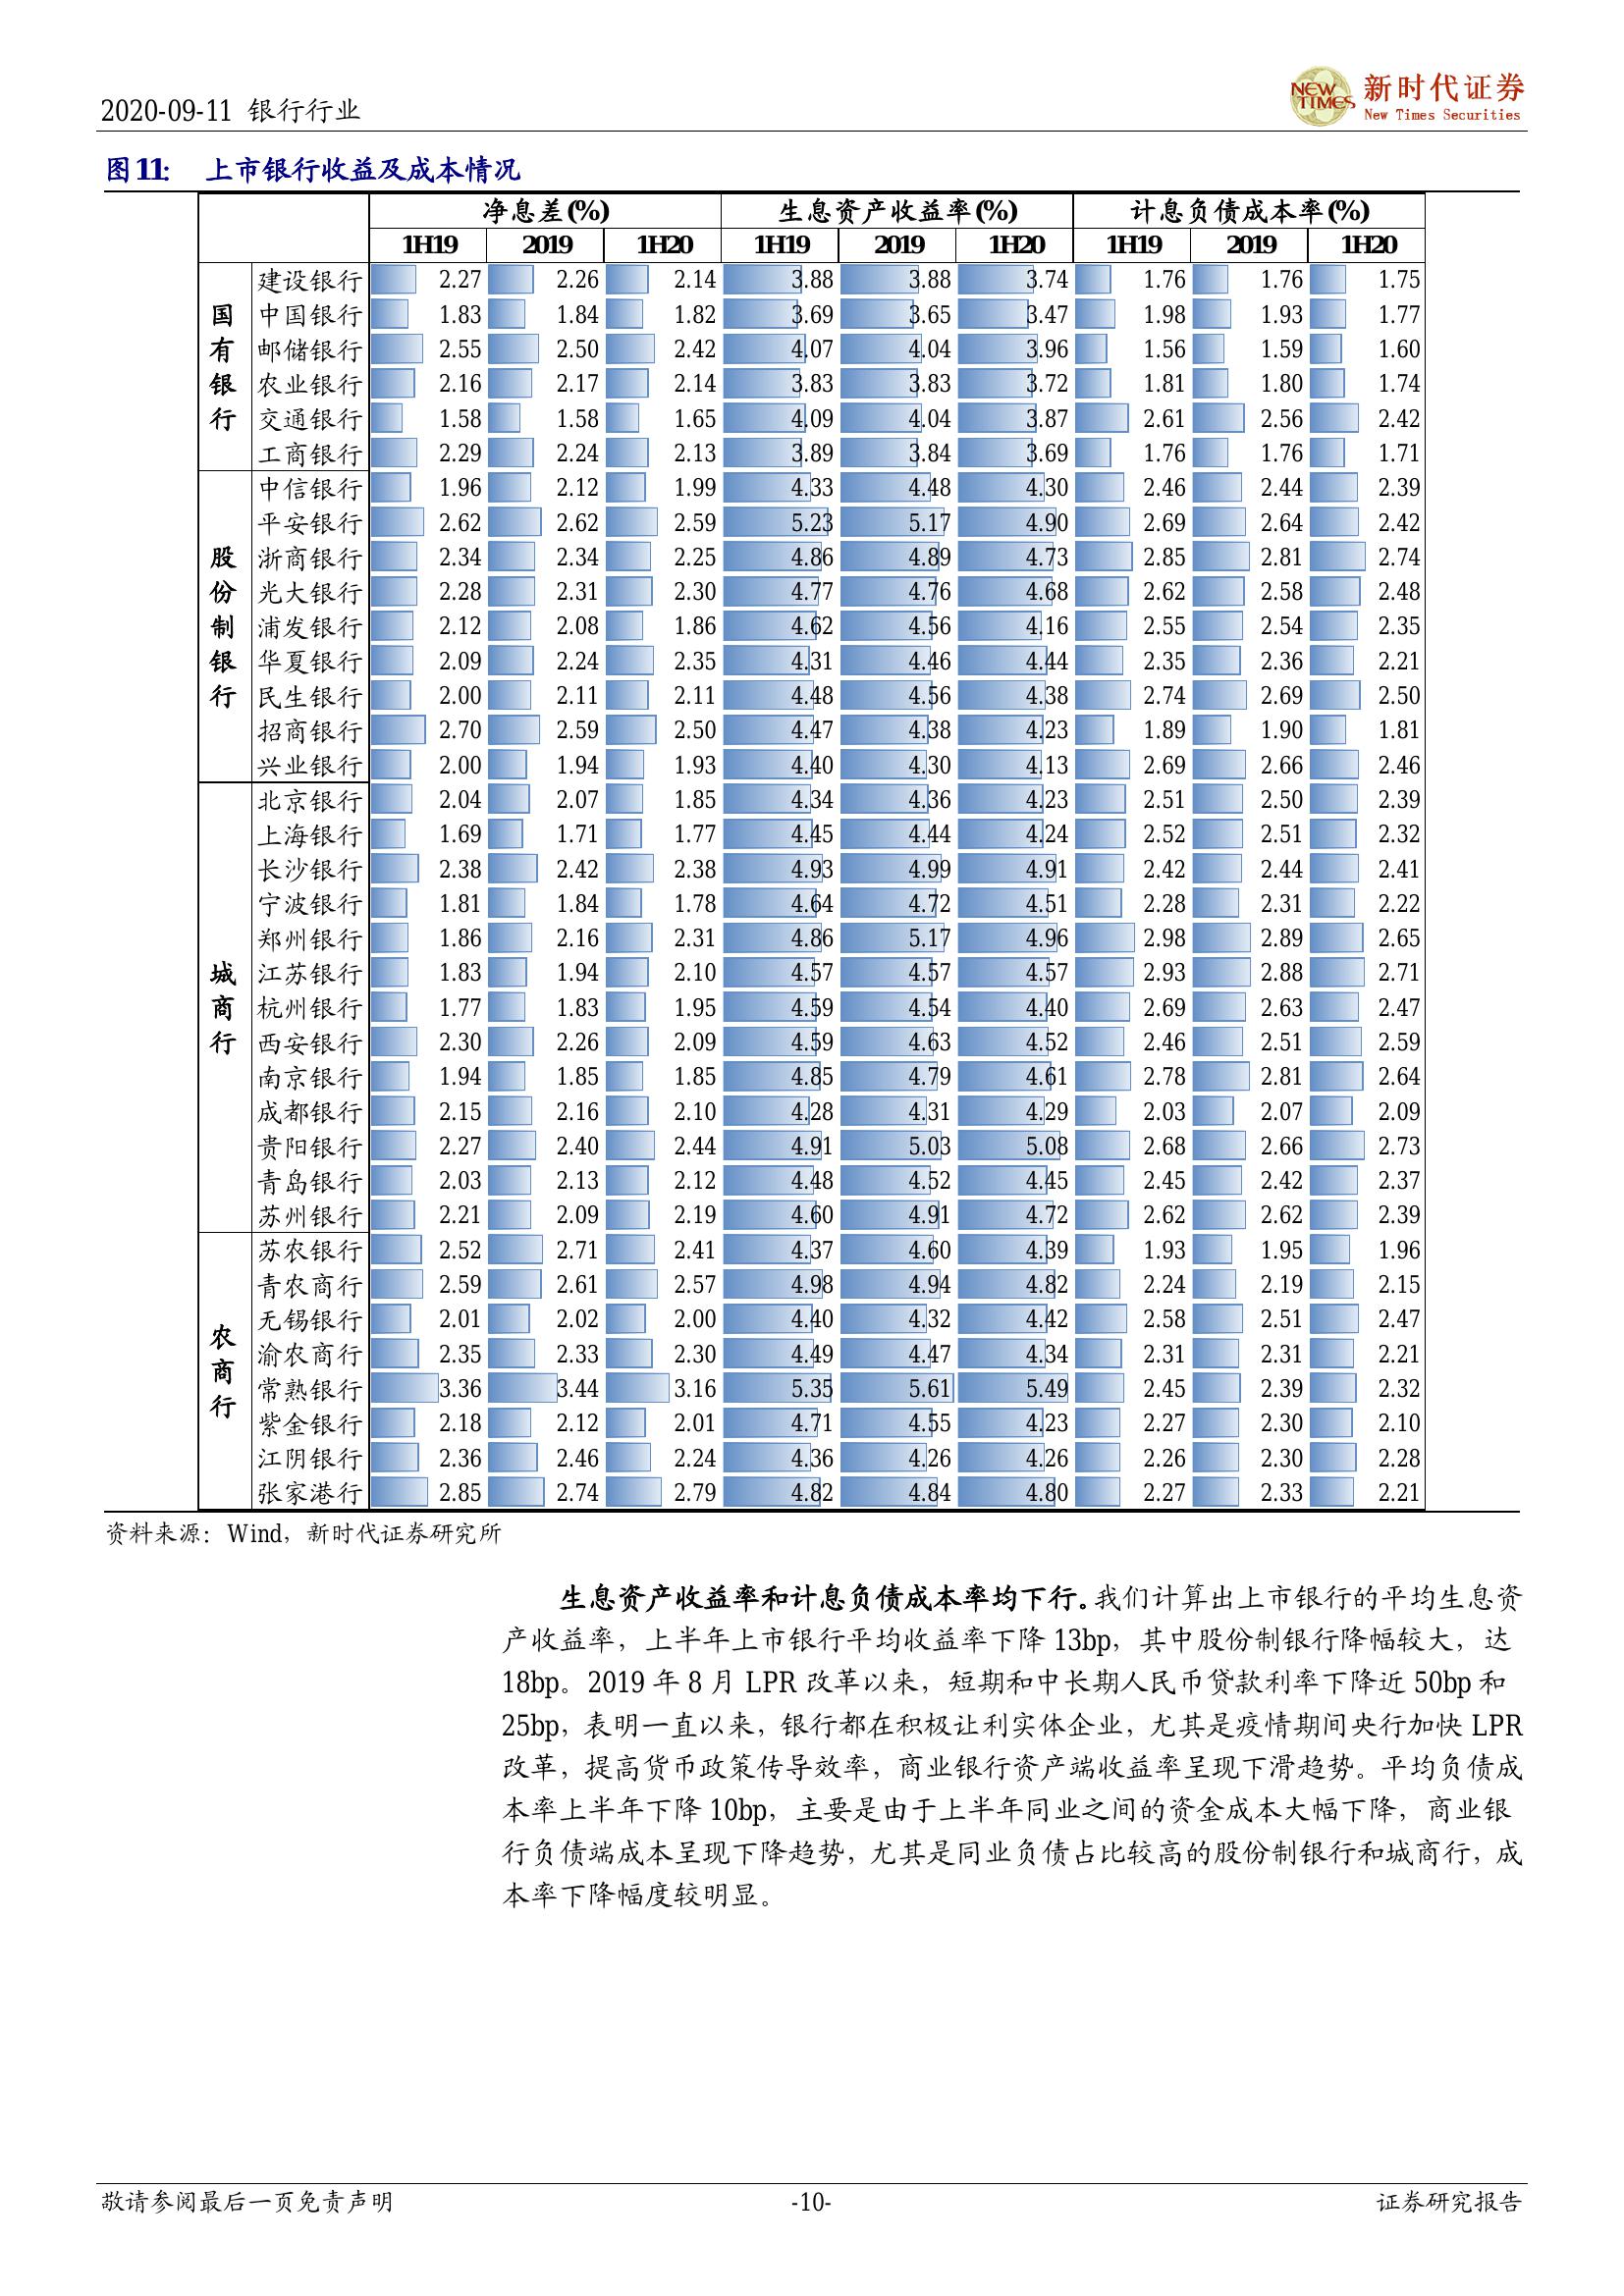 2020-09-11 银行行业
NEW TIMES 新时代证券
New Times Securities
图 11: 上市银行收益及成本情况
净息差(%) 生息资产收益率(%) 计息负债成本率(%)
1H19 2019 1H20 1H19 2019 1H20 1H19 2019 1H20
国有银行
建设银行 2.27 2.26 2.14 3.88 3.88 3.74 1.76 1.76 1.75
中国银行 1.83 1.84 1.82 3.69 3.65 3.47 1.98 1.93 1.77
邮储银行 2.55 2.50 2.42 4.07 4.04 3.96 1.56 1.59 1.60
农业银行 2.16 2.17 2.14 3.83 3.83 3.72 1.81 1.80 1.74
交通银行 1.58 1.58 1.65 4.09 4.04 3.87 2.61 2.56 2.42
工商银行 2.29 2.24 2.13 3.89 3.84 3.69 1.76 1.76 1.71
股份制银行
中信银行 1.96 2.12 1.99 4.33 4.48 4.30 2.46 2.44 2.39
平安银行 2.62 2.62 2.59 5.23 5.17 4.90 2.69 2.64 2.42
浙商银行 2.34 2.34 2.25 4.86 4.89 4.73 2.85 2.81 2.74
光大银行 2.28 2.31 2.30 4.77 4.76 4.68 2.62 2.58 2.48
浦发银行 2.12 2.08 1.86 4.62 4.56 4.16 2.55 2.54 2.35
华夏银行 2.09 2.24 2.35 4.31 4.46 4.44 2.35 2.36 2.21
民生银行 2.00 2.11 2.11 4.48 4.56 4.38 2.74 2.69 2.50
招商银行 2.70 2.59 2.50 4.47 4.38 4.23 1.89 1.90 1.81
兴业银行 2.00 1.94 1.93 4.40 4.30 4.13 2.69 2.66 2.46
城商行
北京银行 2.04 2.07 1.85 4.34 4.36 4.23 2.51 2.50 2.39
上海银行 1.69 1.71 1.77 4.45 4.44 4.24 2.52 2.51 2.32
长沙银行 2.38 2.42 2.38 4.93 4.99 4.91 2.42 2.44 2.41
宁波银行 1.81 1.84 1.78 4.64 4.72 4.51 2.28 2.31 2.22
郑州银行 1.86 2.16 2.31 4.86 5.17 4.96 2.98 2.89 2.65
江苏银行 1.83 1.94 2.10 4.57 4.57 4.57 2.93 2.88 2.71
杭州银行 1.77 1.83 1.95 4.59 4.54 4.40 2.69 2.63 2.47
西安银行 2.30 2.26 2.09 4.59 4.63 4.52 2.46 2.51 2.59
南京银行 1.94 1.85 1.85 4.85 4.79 4.61 2.78 2.81 2.64
成都银行 2.15 2.16 2.10 4.28 4.31 4.29 2.03 2.07 2.09
贵阳银行 2.27 2.40 2.44 4.91 5.03 5.08 2.68 2.66 2.73
青岛银行 2.03 2.13 2.12 4.48 4.52 4.45 2.45 2.42 2.37
苏州银行 2.21 2.09 2.19 4.60 4.91 4.72 2.62 2.62 2.39
农商行
苏农银行 2.52 2.71 2.41 4.37 4.60 4.39 1.93 1.95 1.96
青农商行 2.59 2.61 2.57 4.98 4.94 4.82 2.24 2.19 2.15
无锡银行 2.01 2.02 2.00 4.40 4.32 4.42 2.58 2.51 2.47
渝农商行 2.35 2.33 2.30 4.49 4.47 4.34 2.31 2.31 2.21
常熟银行 3.36 3.44 3.16 5.35 5.61 5.49 2.45 2.39 2.32
紫金银行 2.18 2.12 2.01 4.71 4.55 4.23 2.27 2.30 2.10
江阴银行 2.36 2.46 2.24 4.36 4.26 4.26 2.26 2.30 2.28
张家港行 2.85 2.74 2.79 4.82 4.84 4.80 2.27 2.33 2.21
资料来源：Wind，新时代证券研究所
生息资产收益率和计息负债成本率均下行。我们计算出上市银行的平均生息资
产收益率，上半年上市银行平均收益率下降 13bp，其中股份制银行降幅较大，达
18bp。2019 年 8 月 LPR 改革以来，短期和中长期人民币贷款利率下降近 50bp 和
25bp，表明一直以来，银行都在积极让利实体企业，尤其是疫情期间央行加快 LPR
改革，提高货币政策传导效率，商业银行资产端收益率呈现下滑趋势。平均负债成
本率上半年下降 10bp，主要是由于上半年同业之间的资金成本大幅下降，商业银
行负债端成本呈现下降趋势，尤其是同业负债占比较高的股份制银行和城商行，成
本率下降幅度较明显。
敬请参阅最后一页免责声明 -10- 证券研究报告